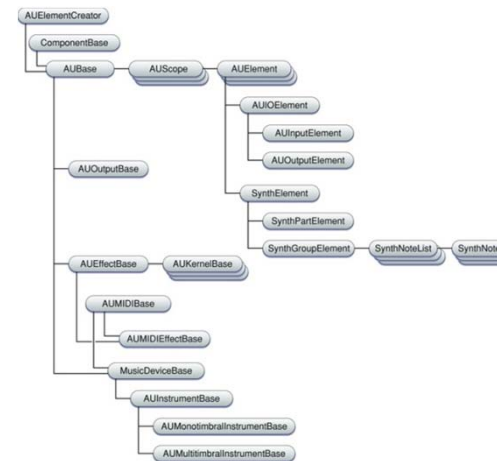 AUElementCreator
ComponentBase
AUBase
AUScope
AUElement
AUIOElement
AUInputElement
AUOutputElement
AUOutputBase
SynthElement
SynthPartElement
SynthGroupElement
SynthNoteList
SynthNote
AUEffectBase
AUKernelBase
AUMIDIBase
AUMIDIEffectBase
MusicDeviceBase
AUInstrumentBase
AUMonotimbralInstrumentBase
AUMultitimbralInstrumentBase